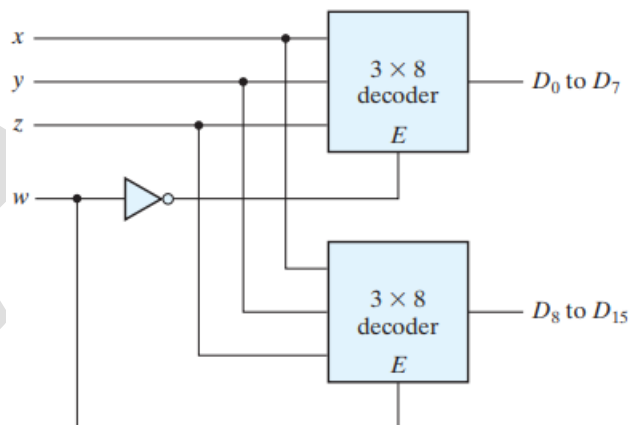 x
y
z
w
3 × 8
decoder
E
D₀ to D₇
3 × 8
decoder
E
D₈ to D₁₅